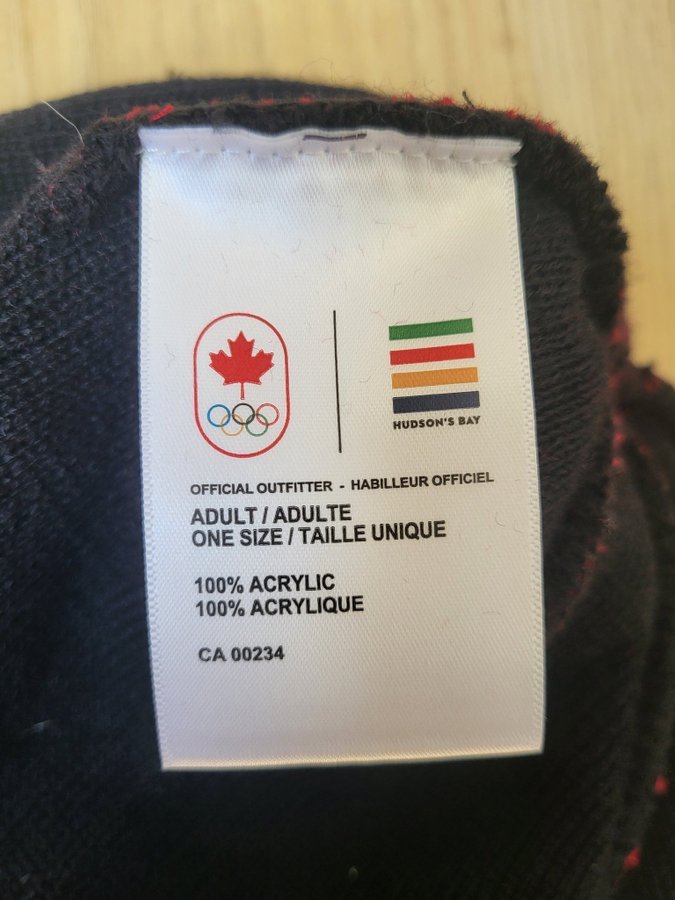 HUDSON'S BAY
OFFICIAL OUTFITTER - HABILLEUR OFFICIEL
ADULT / ADULTE
ONE SIZE / TAILLE UNIQUE
100% ACRYLIC
100% ACRYLIQUE
CA 00234